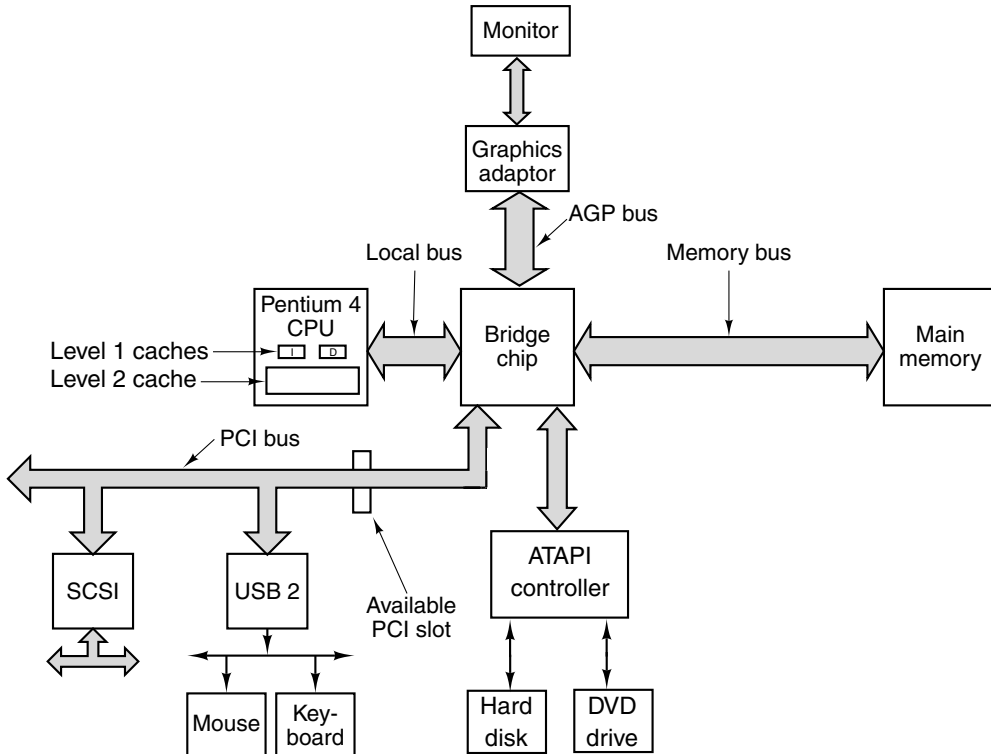 Monitor
Graphics
adaptor
AGP bus
Local bus
Memory bus
Pentium 4
CPU
I
D
Level 1 caches
Level 2 cache
Bridge
chip
Main
memory
PCI bus
SCSI
USB 2
Available
PCI slot
ATAPI
controller
Mouse
Key-
board
Hard
disk
DVD
drive